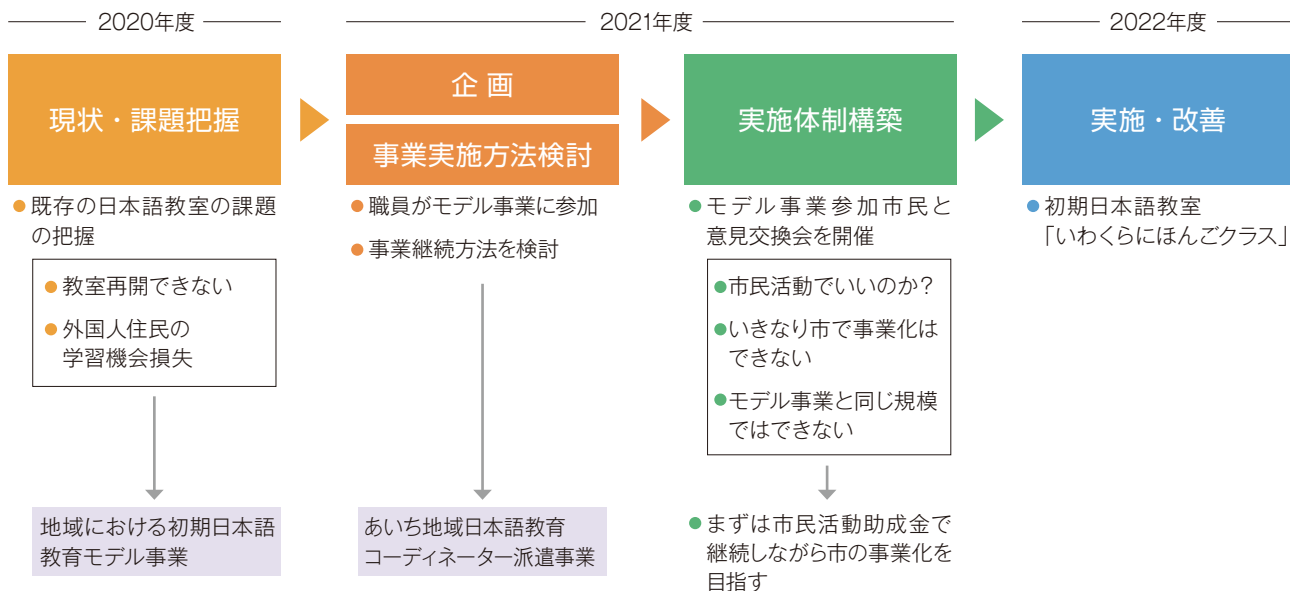 2020年度
2021年度
2022年度
現状・課題把握
● 既存の日本語教室の課題
の把握
● 教室再開できない
● 外国人住民の
学習機会損失
地域における初期日本語
教育モデル事業
企 画
事業実施方法検討
● 職員がモデル事業に参加
● 事業継続方法を検討
あいち地域日本語教育
コーディネーター派遣事業
実施体制構築
● モデル事業参加市民と
意見交換会を開催
● 市民活動でいいのか？
● いきなり市で事業化は
できない
● モデル事業と同じ規模
ではできない
● まずは市民活動助成金で
継続しながら市の事業化を
目指す
実施・改善
● 初期日本語教室
「いわくらにほんごクラス」